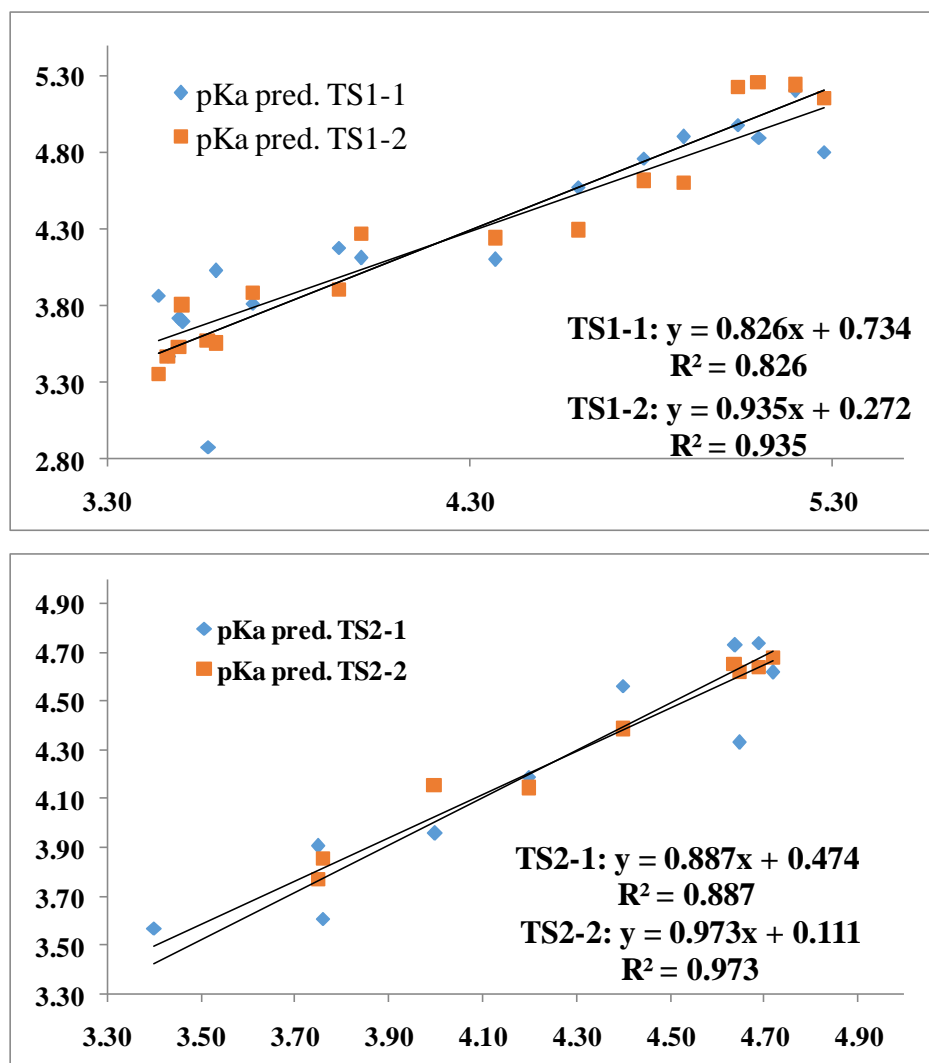 5.30
pKa pred. TS1-1
4.80
pKa pred. TS1-2
4.30
3.80
TS1-1: y = 0.826x + 0.734
R² = 0.826
3.30
TS1-2: y = 0.935x + 0.272
R² = 0.935
2.80
3.30 4.30 5.30
4.90
4.70
pKa pred. TS2-1
pKa pred. TS2-2
4.50
4.30
4.10
3.90
TS2-1: y = 0.887x + 0.474
R² = 0.887
3.70
TS2-2: y = 0.973x + 0.111
3.50
R² = 0.973
3.30
3.30 3.50 3.70 3.90 4.10 4.30 4.50 4.70 4.90